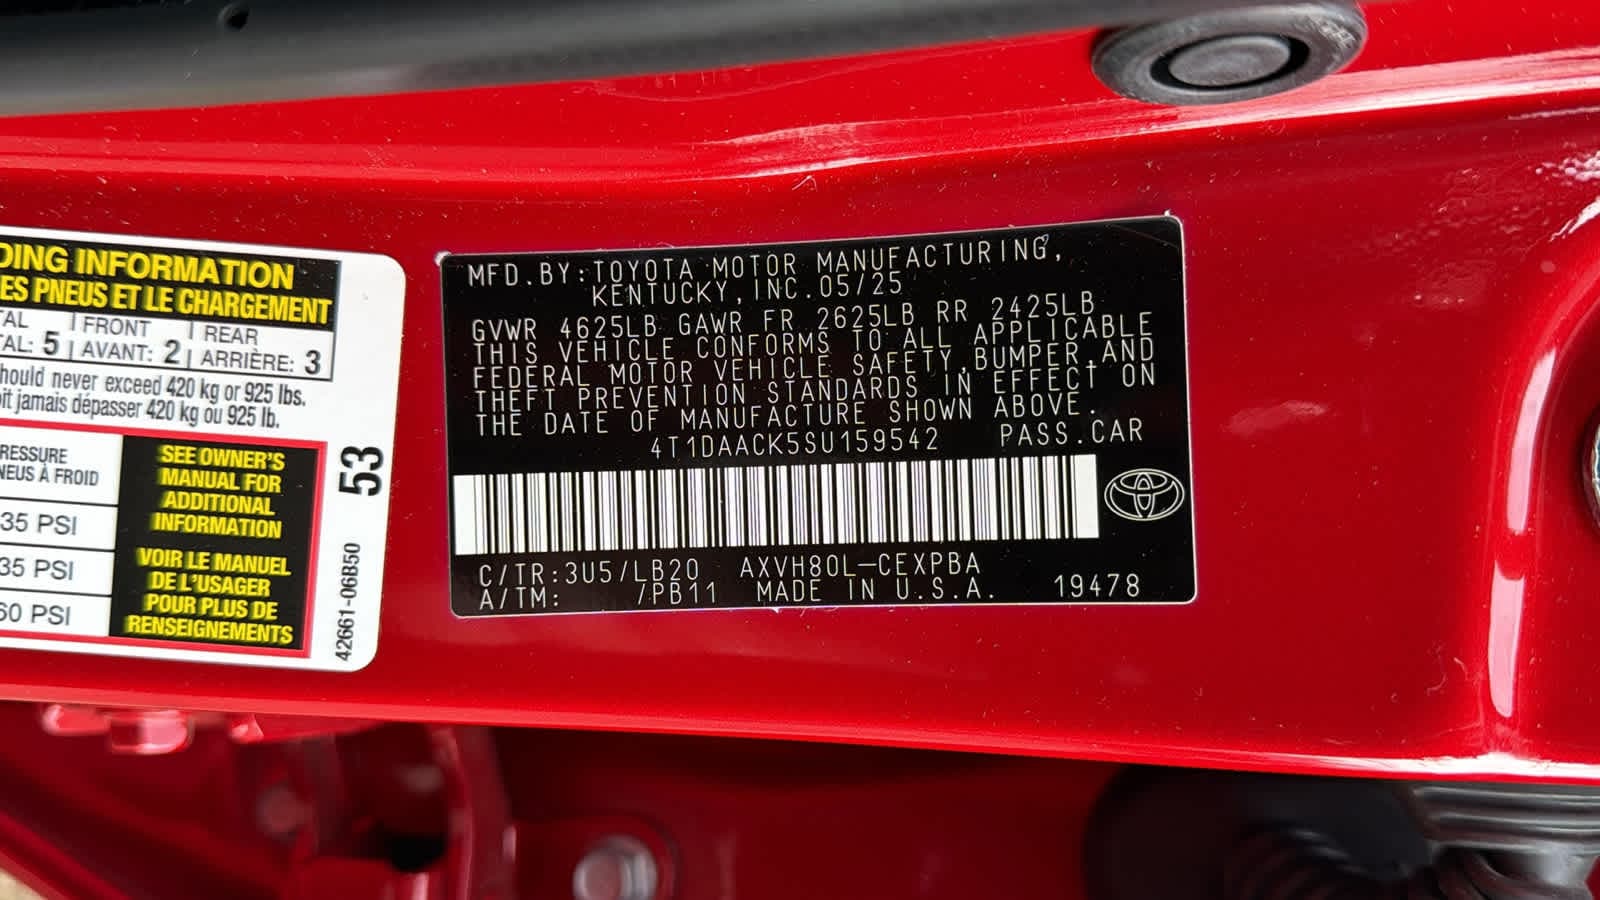 DING INFORMATION
ES PNEUS ET LE CHARGEMENT
TAL | FRONT | REAR
TAL: 5 | AVANT: 2 | ARRIÈRE: 3
hould never exceed 420 kg or 925 lbs.
oit jamais dépasser 420 kg ou 925 lb.
RESSURE
NEUS À FROID
35 PSI
35 PSI
60 PSI
SEE OWNER'S
MANUAL FOR
ADDITIONAL
INFORMATION
VOIR LE MANUEL
DE L'USAGER
POUR PLUS DE
RENSEIGNEMENTS
53
42661-06B50
MFD.BY:TOYOTA MOTOR MANUFACTURING,
KENTUCKY,INC.05/25
GVWR 4625LB GAWR FR 2625LB RR 2425LB
THIS VEHICLE CONFORMS TO ALL APPLICABLE
FEDERAL MOTOR VEHICLE SAFETY,BUMPER,AND
THEFT PREVENTION STANDARDS IN EFFECT ON
THE DATE OF MANUFACTURE SHOWN ABOVE.
4T1DAACK5SU159542 PASS.CAR
C/TR:3U5/LB20 AXVH80L-CEXPBA
A/TM: /PB11 MADE IN U.S.A. 19478